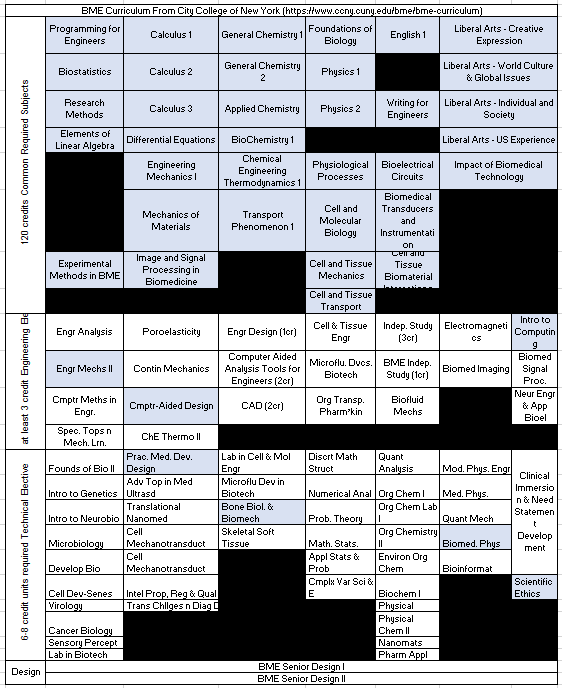 BME Curriculum From City College of New York (https://www.ccny.cuny.edu/bme/bme-curriculum)
120 credits Common Required Subjects
Programming for Engineers
Calculus 1
General Chemistry 1
Foundations of Biology
English 1
Liberal Arts - Creative Expression
Biostatistics
Calculus 2
General Chemistry 2
Physics 1
Liberal Arts - World Culture & Global Issues
Research Methods
Calculus 3
Applied Chemistry
Physics 2
Writing for Engineers
Liberal Arts - Individual and Society
Elements of Linear Algebra
Differential Equations
BioChemistry 1
Liberal Arts - US Experience
Engineering Mechanics I
Chemical Engineering Thermodynamics 1
Physiological Processes
Bioelectrical Circuits
Impact of Biomedical Technology
Mechanics of Materials
Transport Phenomenon 1
Cell and Molecular Biology
Biomedical Transducers and Instrumentati on
Experimental Methods in BME
Image and Signal Processing in Biomedicine
Cell and Tissue Mechanics
Cell and Tissue Biomaterial
Cell and Tissue Transport
at least 3 credit Engineering Ele
Engr Analysis
Poroelasticity
Engr Design (1cr)
Cell & Tissue Engr
Indep. Study (3cr)
Electromagneti cs
Intro to Computin g
Engr Mechs II
Contin Mechanics
Computer Aided Analysis Tools for Engineers (2cr)
Microflu. Dvcs. Biotech
BME Indep. Study (1cr)
Biomed Imaging
Biomed Signal Proc.
Cmptr Meths in Engr.
Cmptr-Aided Design
CAD (2cr)
Org Transp. Pharm'kin
Biofluid Mechs
Neur Engr & App Bioel
Spec. Tops n Mech. Lrn.
ChE Thermo II
6-8 credit units required Technical Elective
Founds of Bio II
Prac. Med. Dev. Design
Lab in Cell & Mol Engr
Discrt Math Struct
Quant Analysis
Mod. Phys. Engr
Clinical Immersio n & Need Statemen t Develop ment
Intro to Genetics
Adv Top in Med Ultrasd
Microflu Dev in Biotech
Numerical Anal
Org Chem I
Med. Phys.
Intro to Neurobio
Translational Nanomed
Bone Biol. & Biomech
Prob. Theory
Org Chem Lab I
Quant Mech
Microbiology
Cell Mechanotransduct
Skeletal Soft Tissue
Math. Stats.
Org Chemistry II
Biomed. Phys
Develop Bio
Cell Mechanotransduct
Appl Stats & Prob
Environ Org Chem
Bioinformat
Cell Dev-Senes
Intel Prop, Reg & Qual
Cmplx Var Sci & E
Biochem I
Scientific Ethics
Virology
Trans Chllges n Diag D
Physical
Cancer Biology
Physical Chem II
Sensory Percept
Nanomats
Lab in Biotech
Pharm Appl
Design
BME Senior Design I
BME Senior Design II